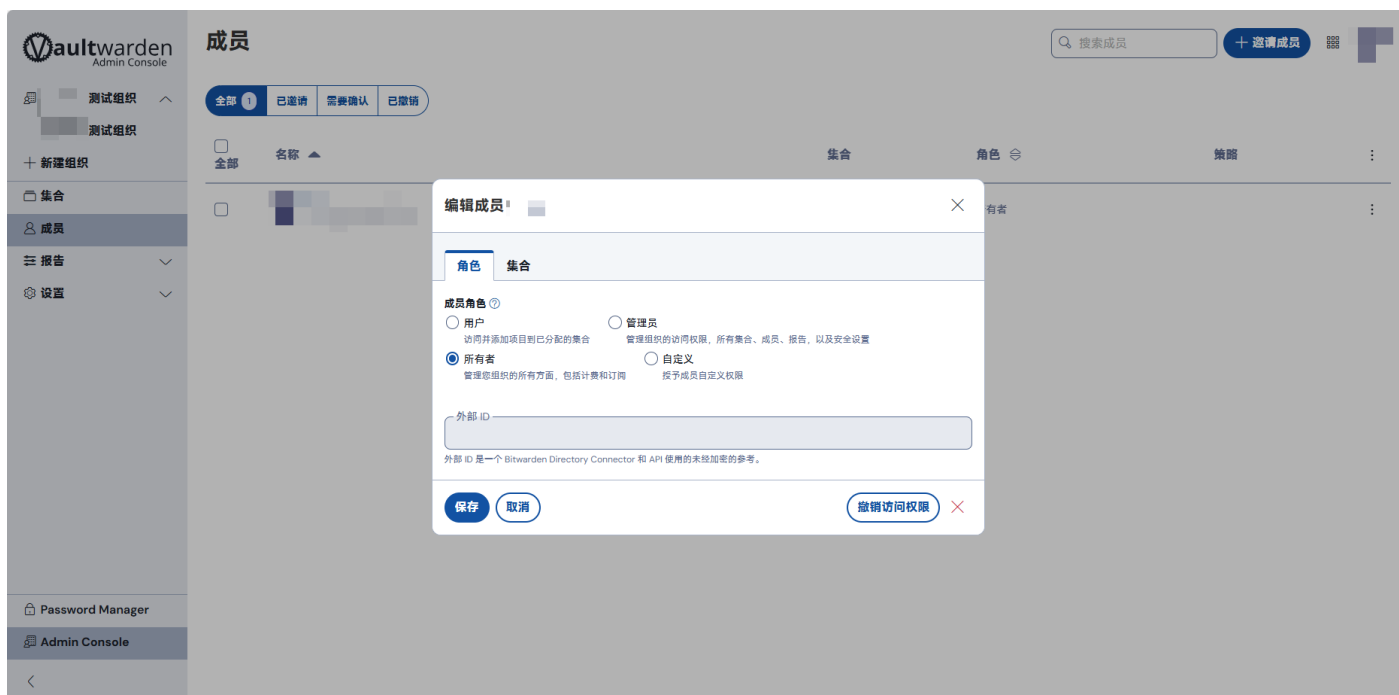 Vaultwarden
Admin Console
测试组织
测试组织
新建组织
集合
成员
报告
设置
Password Manager
Admin Console
成员
搜索成员
邀请成员
全部 1 已邀请 需要确认 已撤销
全部 名称 集合 角色 策略
有者
编辑成员
角色 集合
成员角色
用户
访问并添加项目到已分配的集合
管理员
管理组织的访问权限，所有集合、成员、报告，以及安全设置
所有者
管理您组织的所有方面，包括计费和订阅
自定义
授予成员自定义权限
外部 ID
外部 ID 是一个 Bitwarden Directory Connector 和 API 使用的未经加密的参考。
保存 取消 撤销访问权限